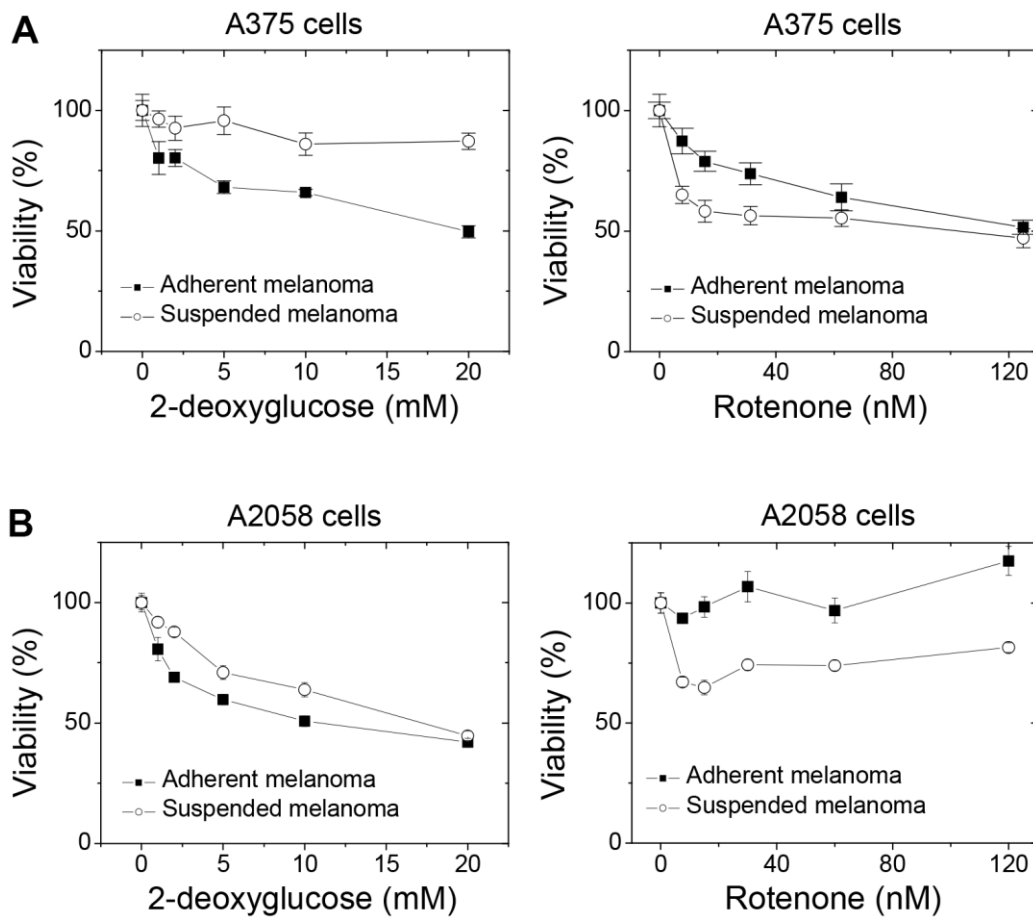 A
A375 cells
Viability (%)
100
50
0
Adherent melanoma
Suspended melanoma
0 5 10 15 20
2-deoxyglucose (mM)
A375 cells
Viability (%)
100
50
0
Adherent melanoma
Suspended melanoma
0 40 80 120
Rotenone (nM)
B
A2058 cells
Viability (%)
100
50
0
Adherent melanoma
Suspended melanoma
0 5 10 15 20
2-deoxyglucose (mM)
A2058 cells
Viability (%)
100
50
0
Adherent melanoma
Suspended melanoma
0 40 80 120
Rotenone (nM)